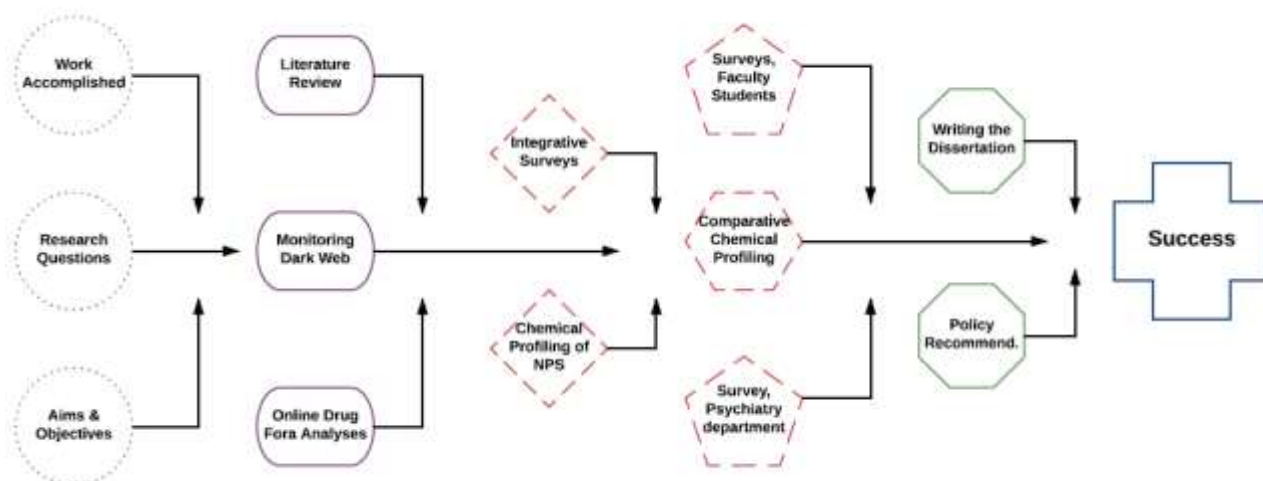 Work
Accomplished
Research
Questions
Aims &
Objectives
Literature
Review
Monitoring
Dark Web
Online Drug
Fora Analyses
Integrative
Surveys
Chemical
Profiling of
NPS
Surveys,
Faculty
Students
Comparative
Chemical
Profiling
Survey,
Psychiatry
department
Writing the
Dissertation
Policy
Recommend.
Success